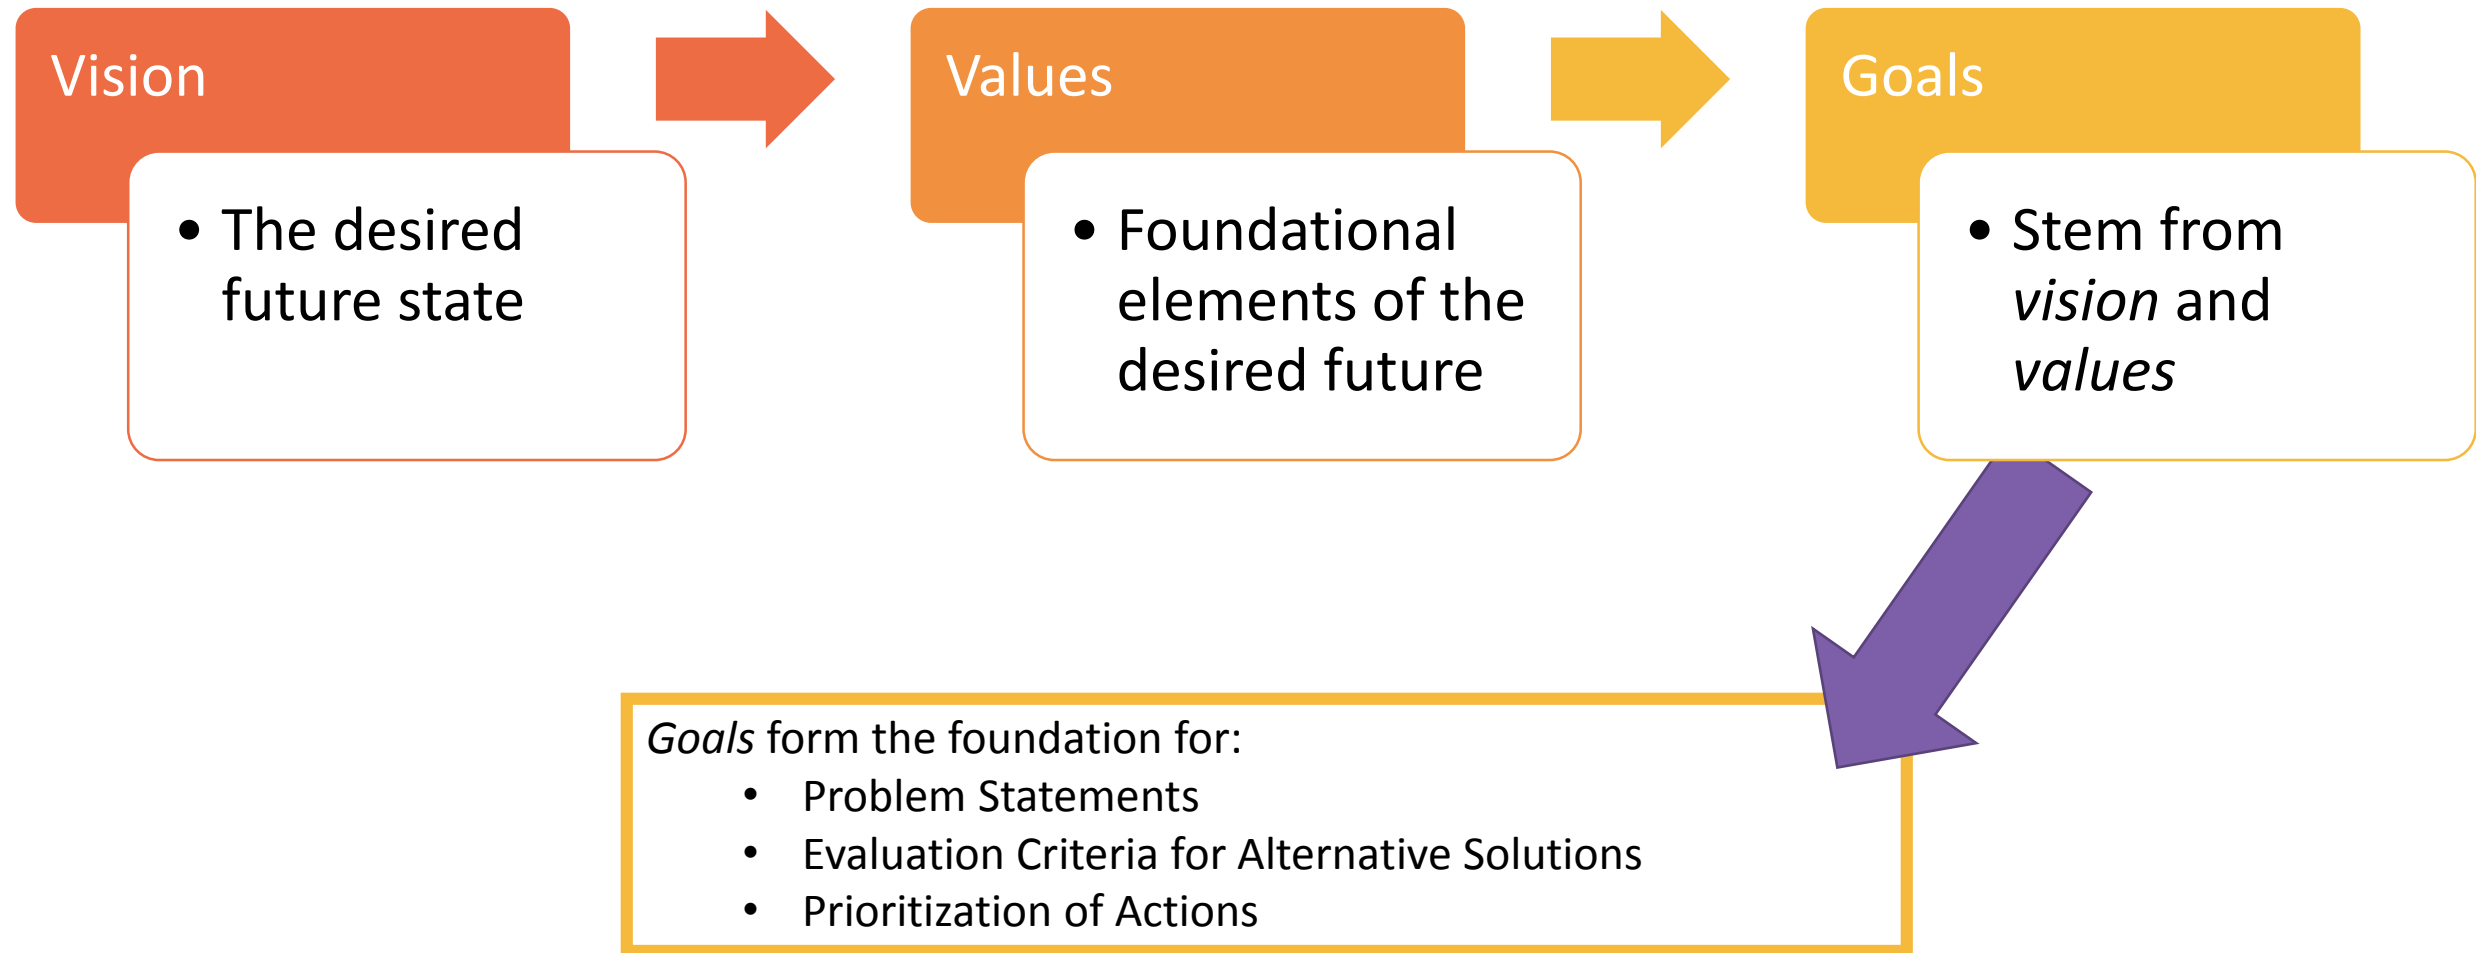 Vision
• The desired
future state
Values
• Foundational
elements of the
desired future
Goals
• Stem from
vision and
values
Goals form the foundation for:
• Problem Statements
• Evaluation Criteria for Alternative Solutions
• Prioritization of Actions